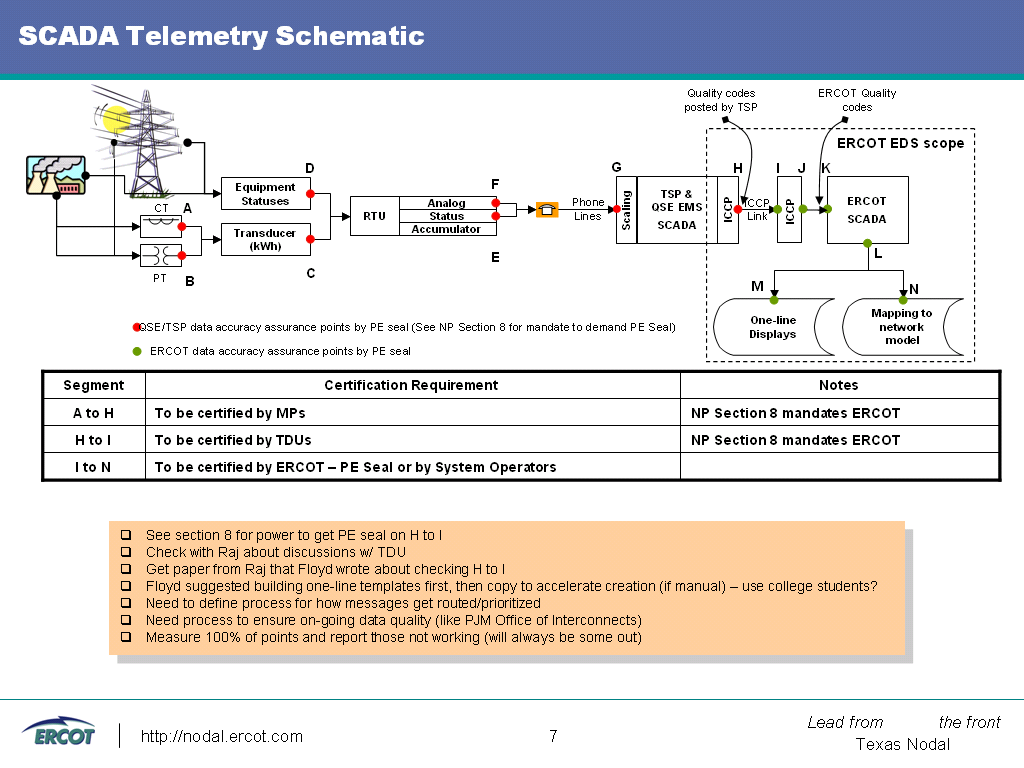 SCADA Telemetry Schematic
Quality codes
posted by TSP
ERCOT Quality
codes
ERCOT EDS scope
D
F
G
H
I
J
K
Equipment
Statuses
CT
A
Transducer
(kWh)
PT
B
C
RTU
Analog
Status
Accumulator
E
Phone
Lines
Scaling
TSP &
QSE EMS
SCADA
ICCP
ICCP
Link
ICCP
ERCOT
SCADA
L
M
N
One-line
Displays
Mapping to
network
model
QSE/TSP data accuracy assurance points by PE seal (See NP Section 8 for mandate to demand PE Seal)
ERCOT data accuracy assurance points by PE seal
Segment Certification Requirement Notes
A to H To be certified by MPs NP Section 8 mandates ERCOT
H to I To be certified by TDUs NP Section 8 mandates ERCOT
I to N To be certified by ERCOT – PE Seal or by System Operators
❑ See section 8 for power to get PE seal on H to I
❑ Check with Raj about discussions w/ TDU
❑ Get paper from Raj that Floyd wrote about checking H to I
❑ Floyd suggested building one-line templates first, then copy to accelerate creation (if manual) – use college students?
❑ Need to define process for how messages get routed/prioritized
❑ Need process to ensure on-going data quality (like PJM Office of Interconnects)
❑ Measure 100% of points and report those not working (will always be some out)
ERCOT
http://nodal.ercot.com
7
Lead from the front
Texas Nodal